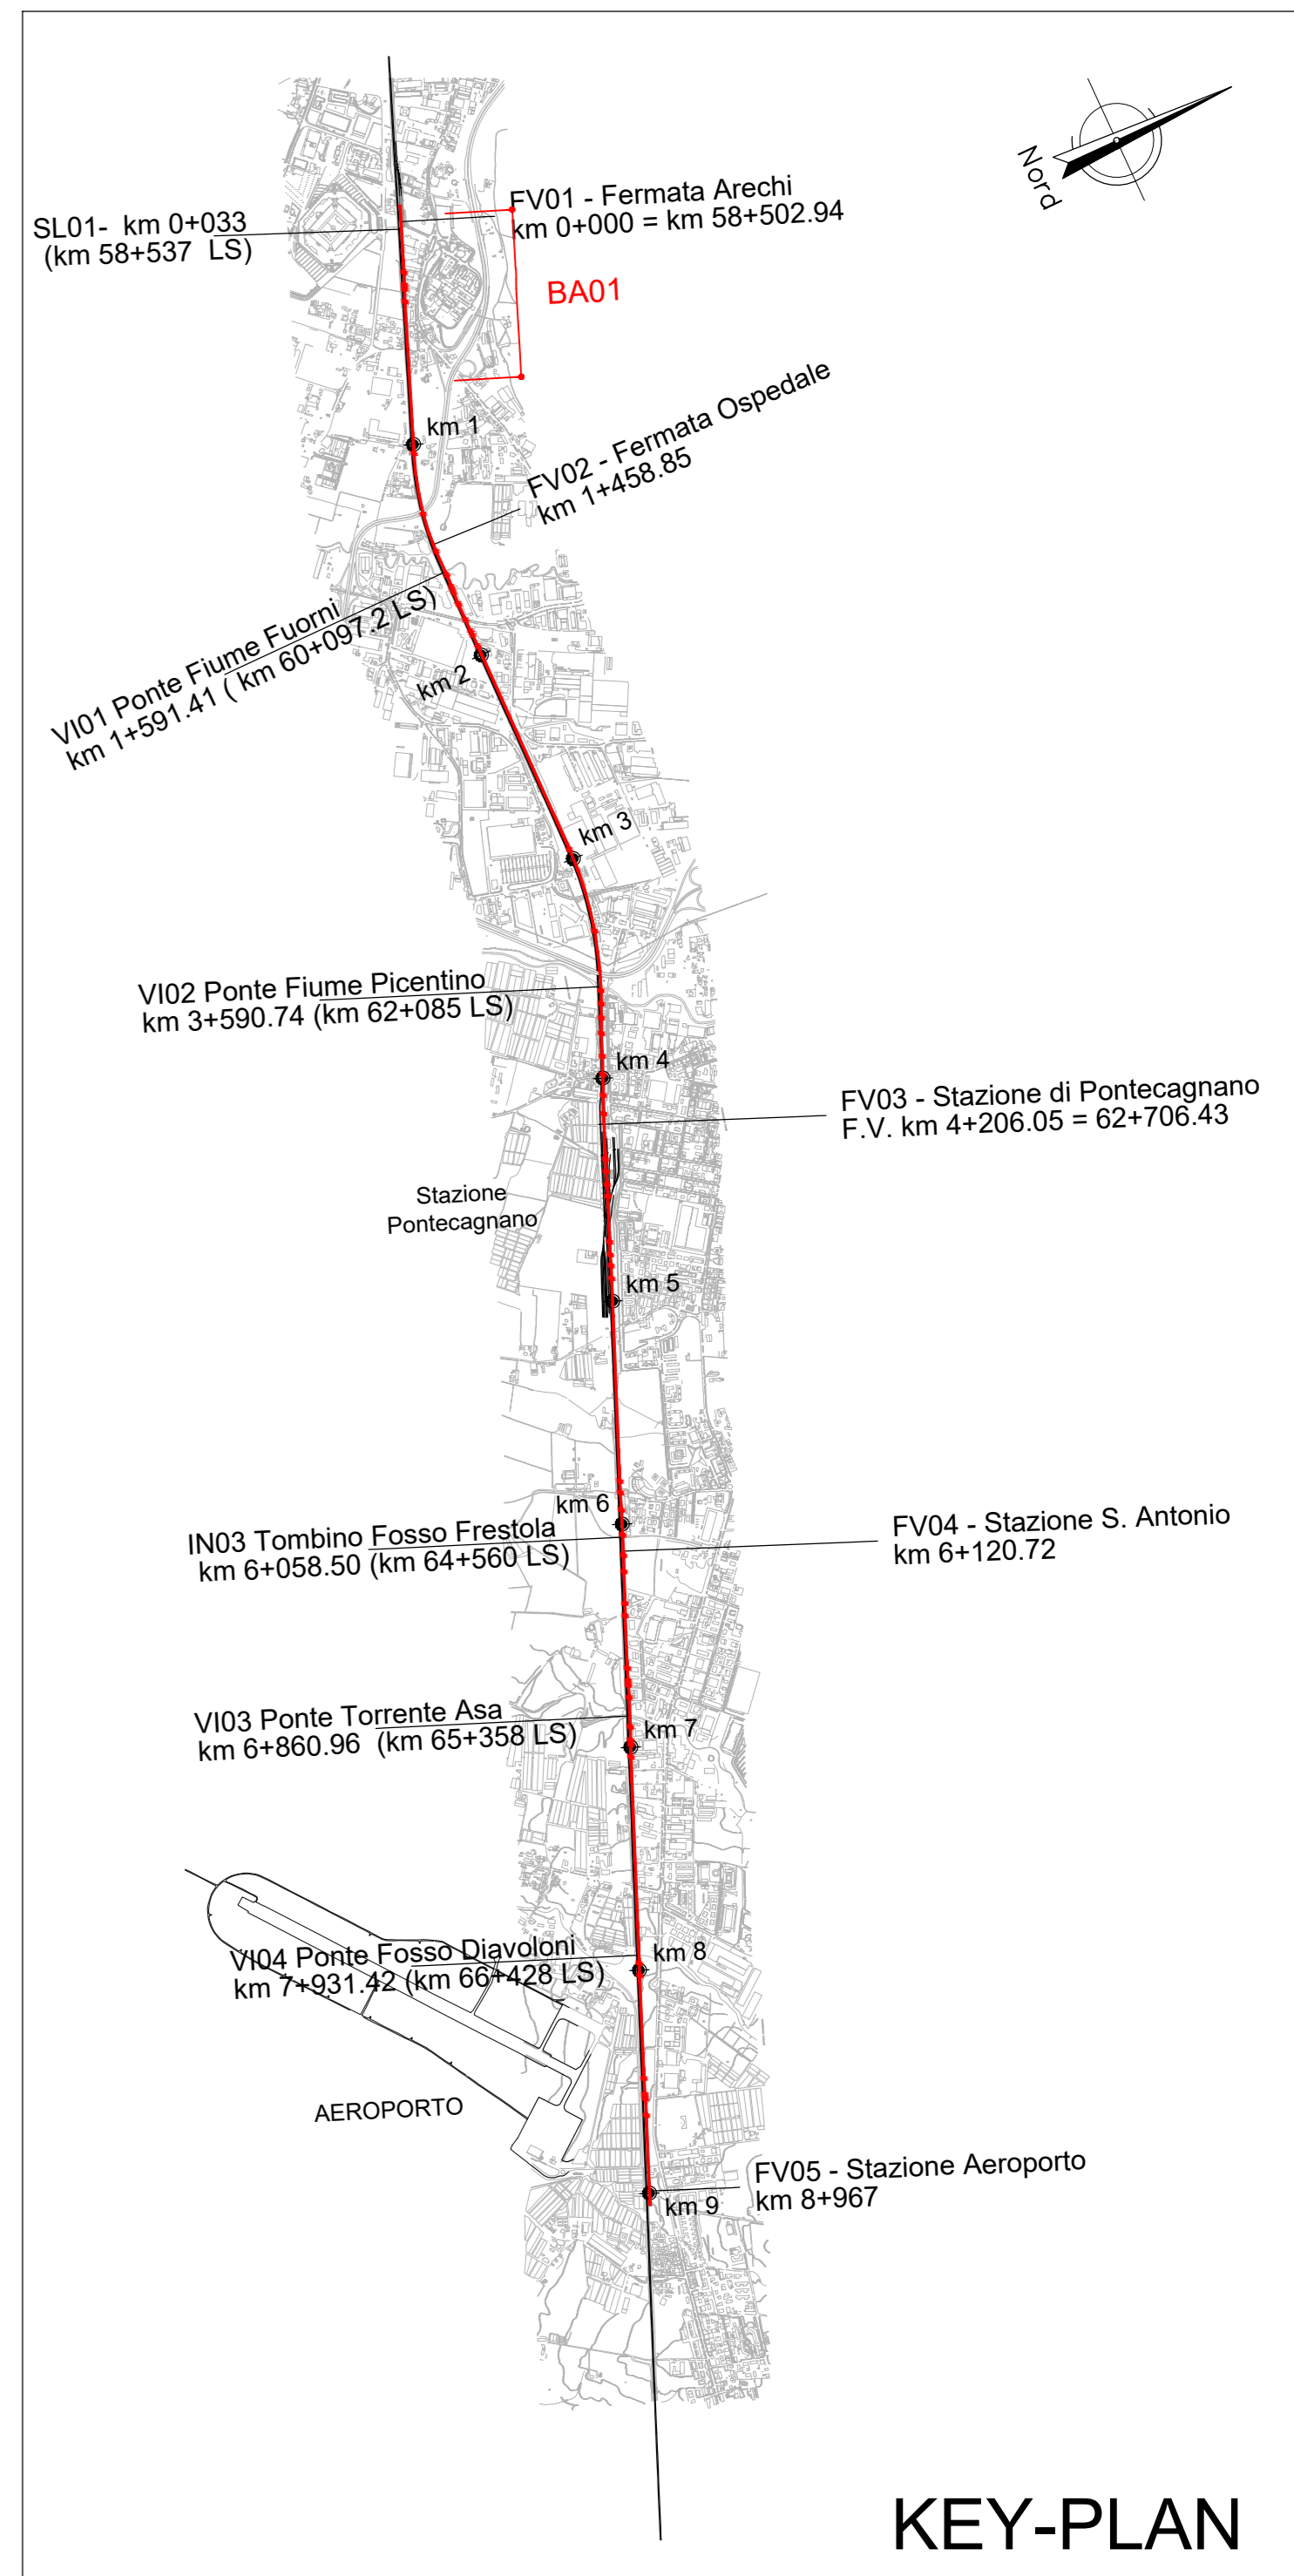 Nord
FV01 - Fermata Arechi
km 0+000 = km 58+502.94
SL01- km 0+033
(km 58+537 LS)
BA01
km 1
FV02 - Fermata Ospedale
km 1+458.85
VI01 Ponte Fiume Fuorni
km 1+591.41 ( km 60+097.2 LS)
km 2
km 3
VI02 Ponte Fiume Picentino
km 3+590.74 (km 62+085 LS)
km 4
FV03 - Stazione di Pontecagnano
F.V. km 4+206.05 = 62+706.43
Stazione
Pontecagnano
km 5
km 6
IN03 Tombino Fosso Frestola
km 6+058.50 (km 64+560 LS)
FV04 - Stazione S. Antonio
km 6+120.72
VI03 Ponte Torrente Asa
km 6+860.96 (km 65+358 LS)
km 7
VI04 Ponte Fosso Diavoloni
km 7+931.42 (km 66+428 LS)
km 8
AEROPORTO
FV05 - Stazione Aeroporto
km 8+967
km 9
KEY-PLAN